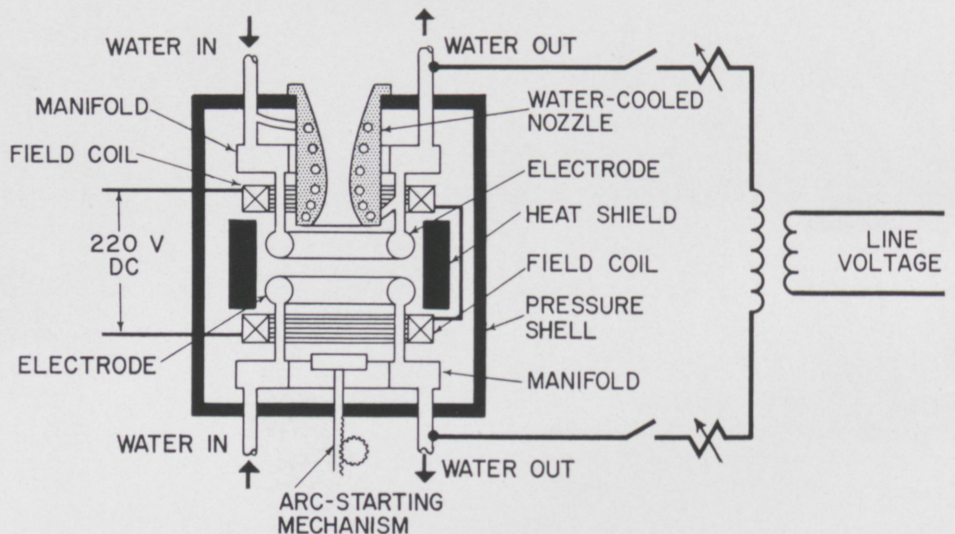 WATER IN
WATER OUT
MANIFOLD
WATER-COOLED
NOZZLE
FIELD COIL
ELECTRODE
HEAT SHIELD
220 V
DC
LINE
VOLTAGE
FIELD COIL
PRESSURE
SHELL
ELECTRODE
MANIFOLD
WATER IN
WATER OUT
ARC-STARTING
MECHANISM